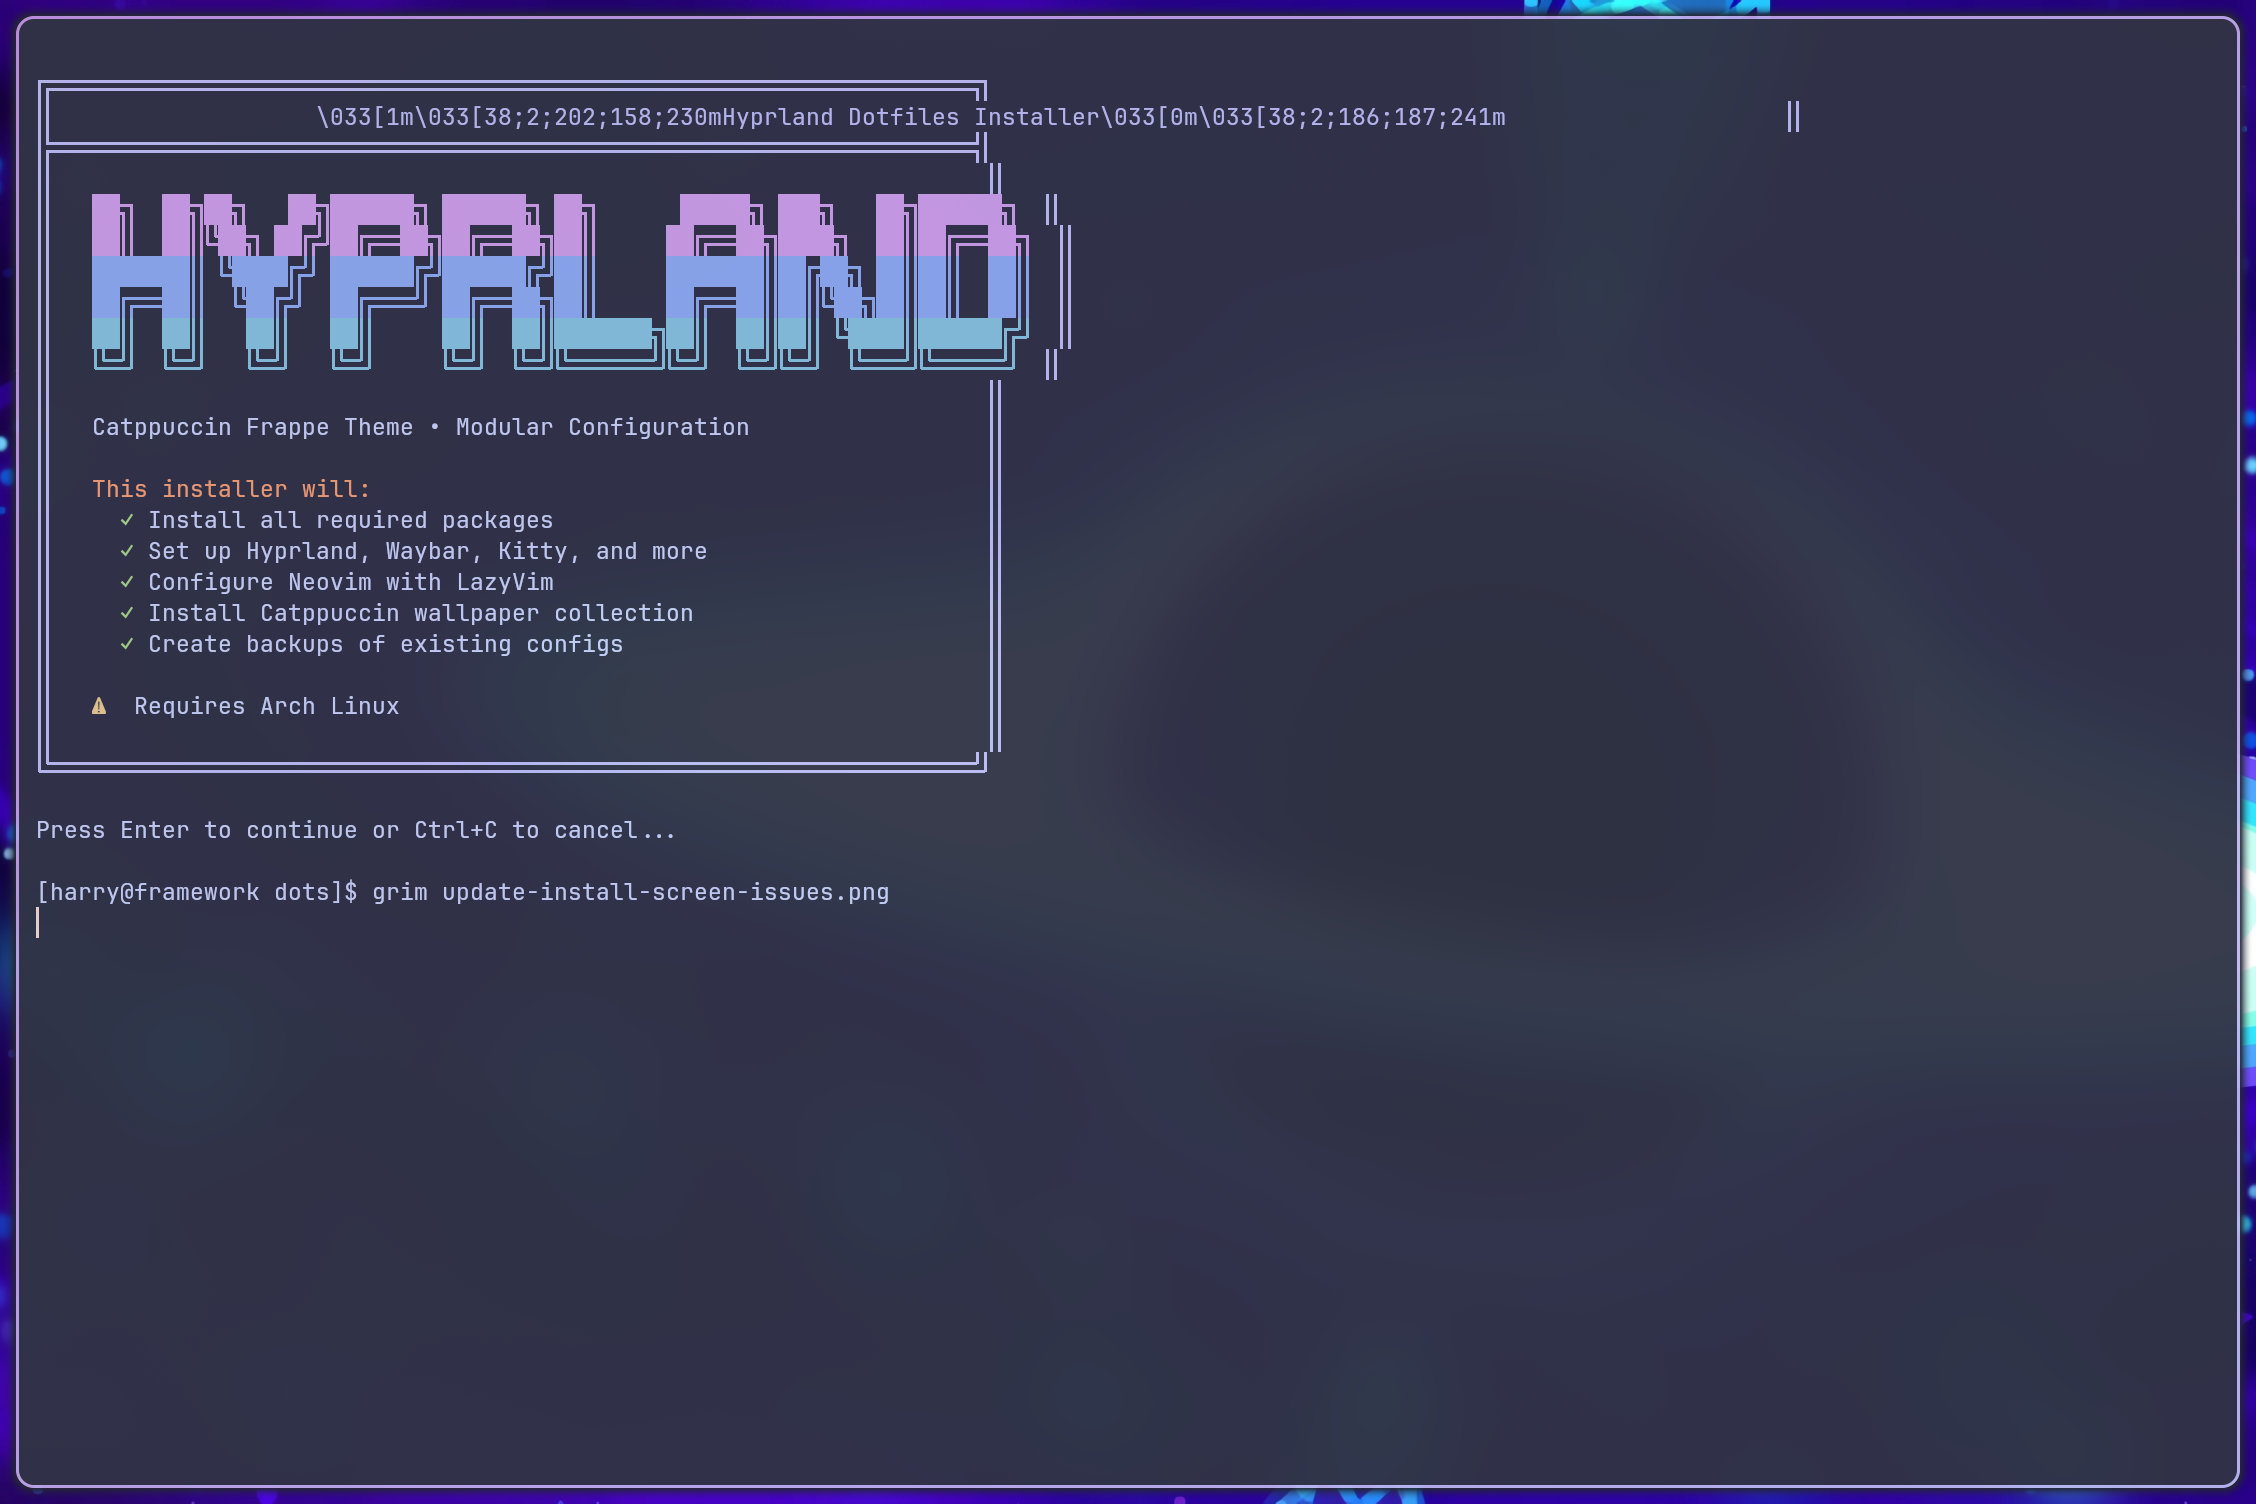 \033[1m\033[38;2;202;158;230mHyprland Dotfiles Installer\033[0m\033[38;2;186;187;241m
HYPRLAND
Catppuccin Frappe Theme • Modular Configuration
This installer will:
✓ Install all required packages
✓ Set up Hyprland, Waybar, Kitty, and more
✓ Configure Neovim with LazyVim
✓ Install Catppuccin wallpaper collection
✓ Create backups of existing configs
⚠ Requires Arch Linux
Press Enter to continue or Ctrl+C to cancel...
[harry@framework dots]$ grim update-install-screen-issues.png